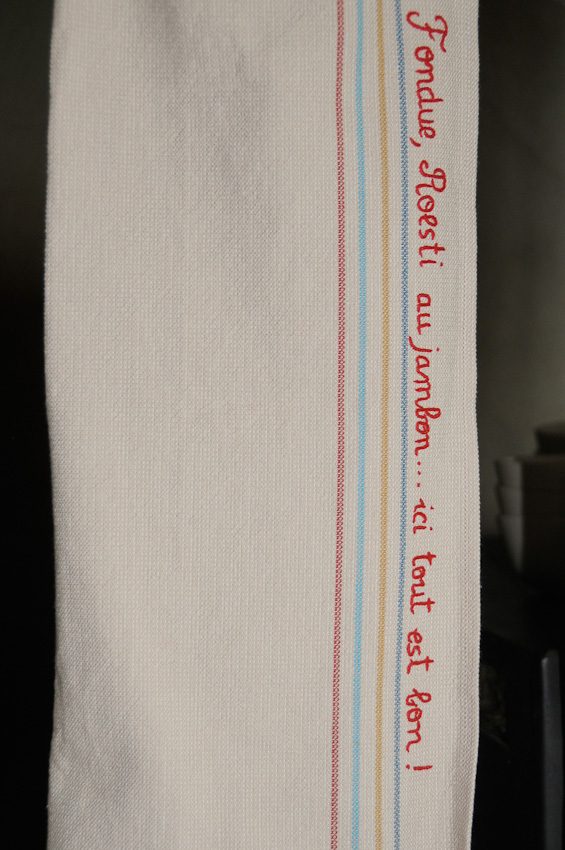 Fondue, Roesti au jambon... ici tout est bon !